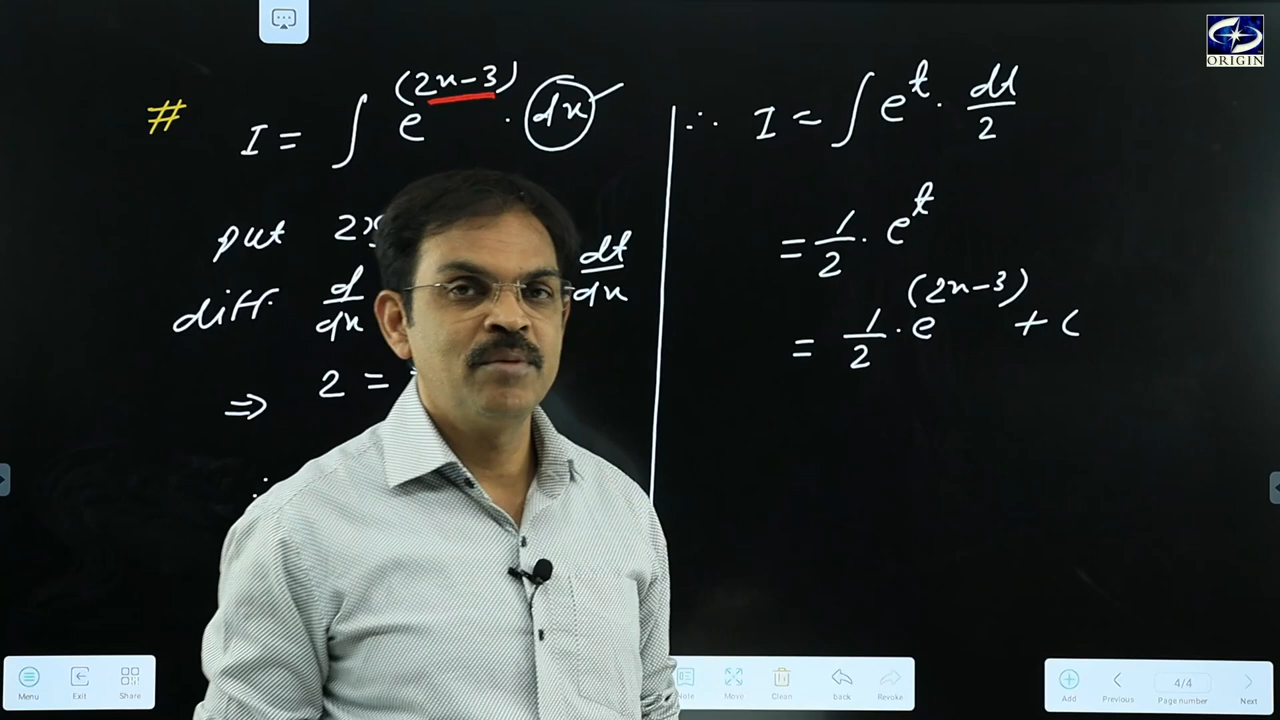 ORIGIN
# I = ∫ e^(2x-3) · dx
put 2x
diff d/dx dt/dx
⇒ 2 =
∴
∴ I = ∫ e^t · dt/2
= 1/2 · e^t
= 1/2 · e^(2x-3) + C
Menu Exit Share
Note Move Clean back Revoke
Add Previous 4/4 Page number Next